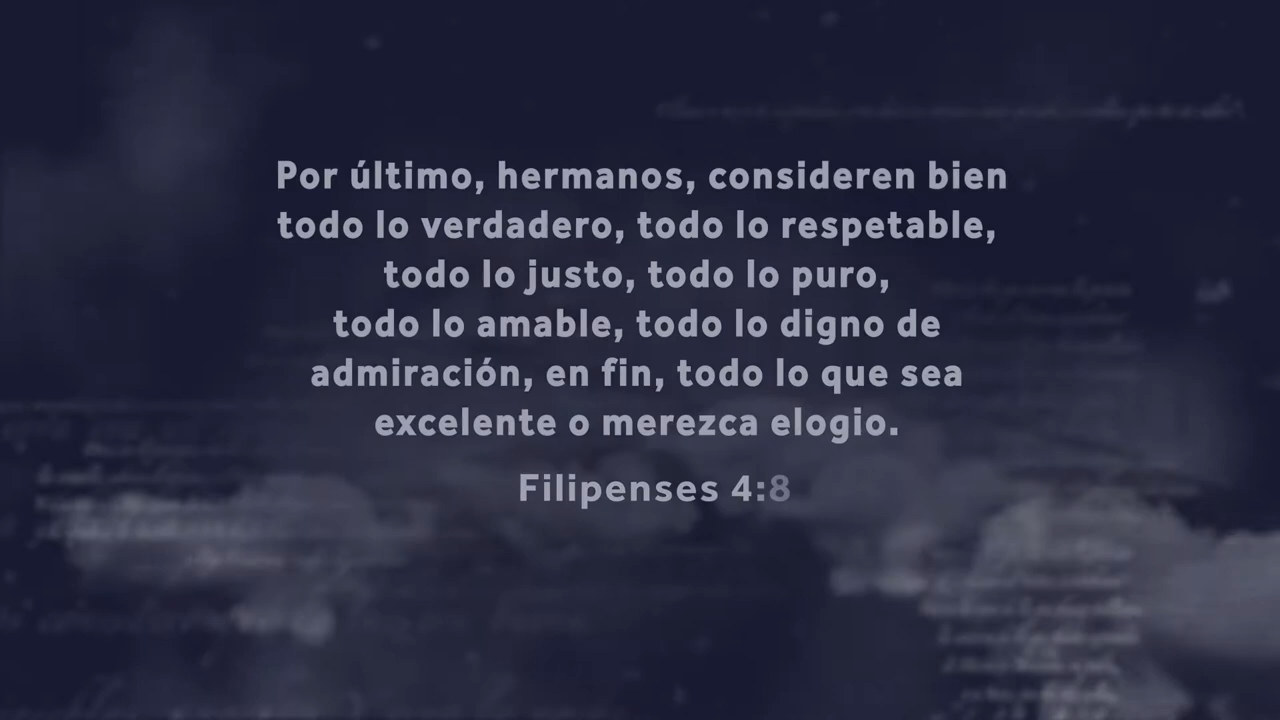 Por último, hermanos, consideren bien
todo lo verdadero, todo lo respetable,
todo lo justo, todo lo puro,
todo lo amable, todo lo digno de
admiración, en fin, todo lo que sea
excelente o merezca elogio.
Filipenses 4:8